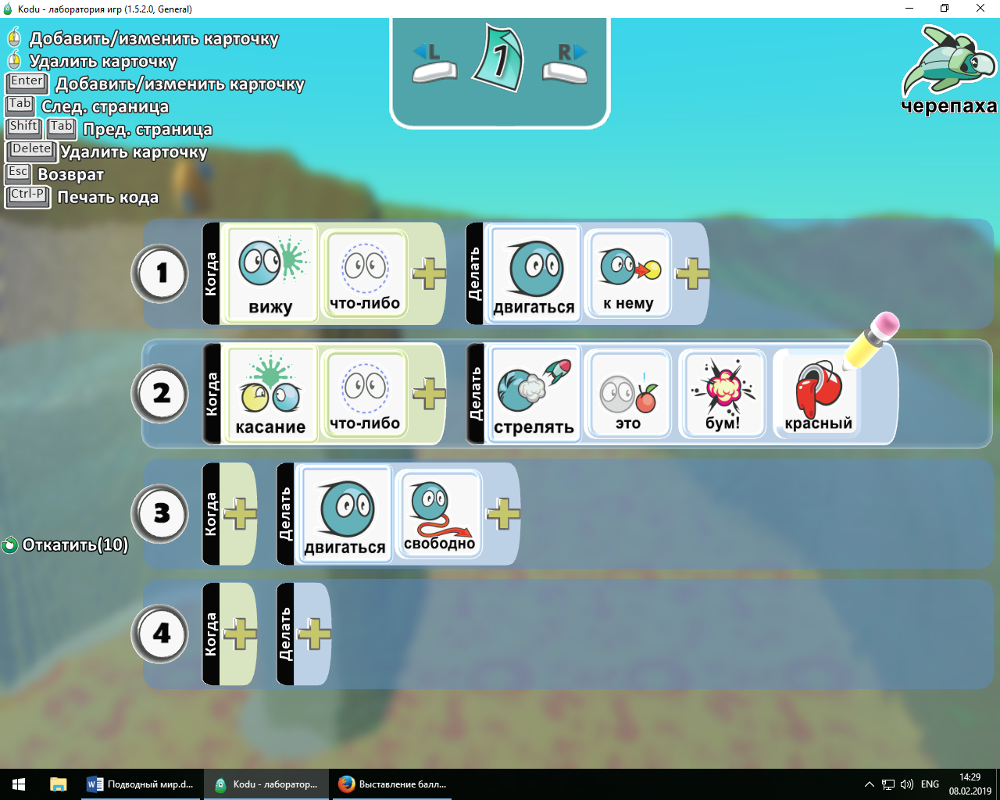 Kodu - лаборатория игр (1.5.2.0, General)
Добавить/изменить карточку
Удалить карточку
Enter Добавить/изменить карточку
Tab След. страница
Shift Tab Пред. страница
Delete Удалить карточку
Esc Возврат
Ctrl-P Печать кода
L 1 R
черепаха
1 Когда вижу что-либо Делать двигаться к нему
2 Когда касание что-либо Делать стрелять это бум! красный
3 Когда Делать двигаться свободно
Откатить(10)
4 Когда Делать
Подводный мир.d... Kodu - лаборатор... Выставление балл... ENG 14:29
08.02.2019